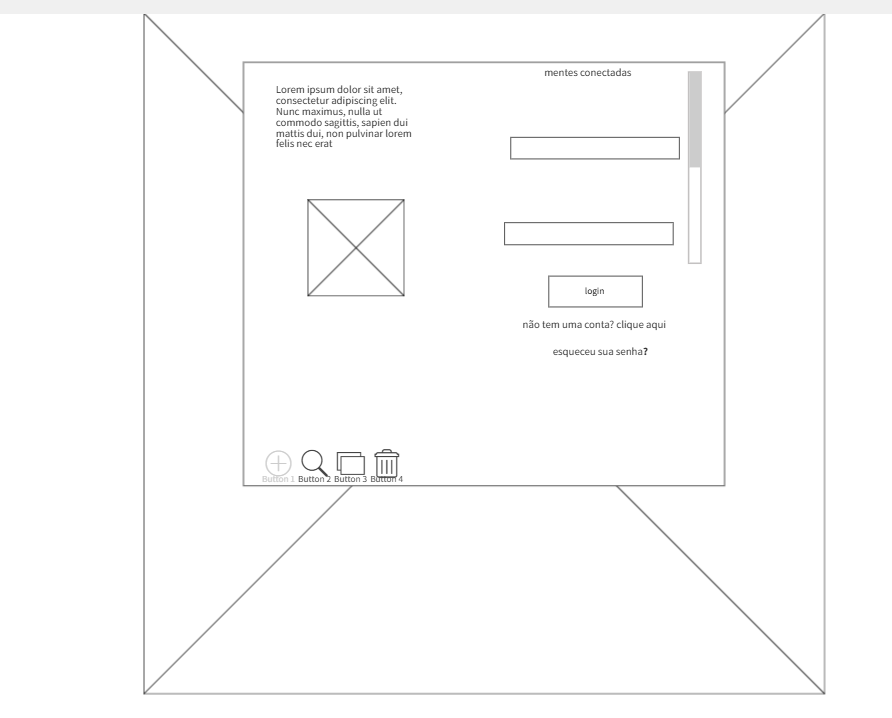 Lorem ipsum dolor sit amet,
consectetur adipiscing elit.
Nunc maximus, nulla ut
commodo sagittis, sapien dui
mattis dui, non pulvinar lorem
felis nec erat
mentes conectadas
login
não tem uma conta? clique aqui
esqueceu sua senha?
Button 1 Button 2 Button 3 Button 4